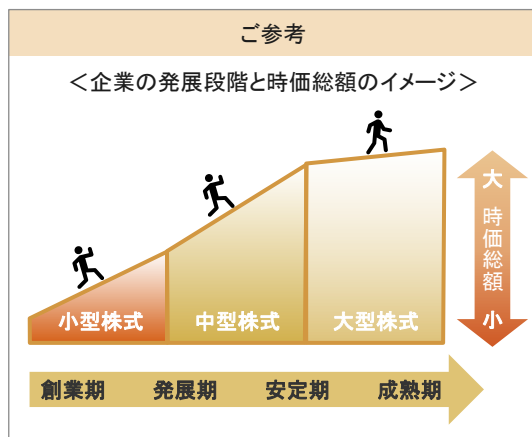 ご参考
＜企業の発展段階と時価総額のイメージ＞
大
時価総額
小
小型株式 中型株式 大型株式
創業期 発展期 安定期 成熟期